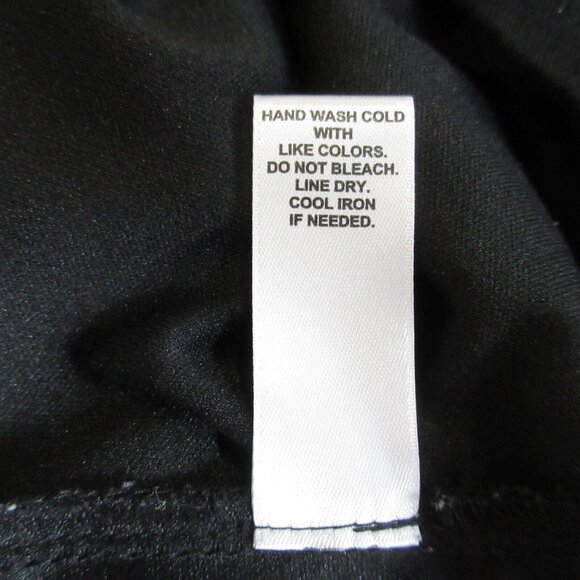 HAND WASH COLD
WITH
LIKE COLORS.
DO NOT BLEACH.
LINE DRY.
COOL IRON
IF NEEDED.